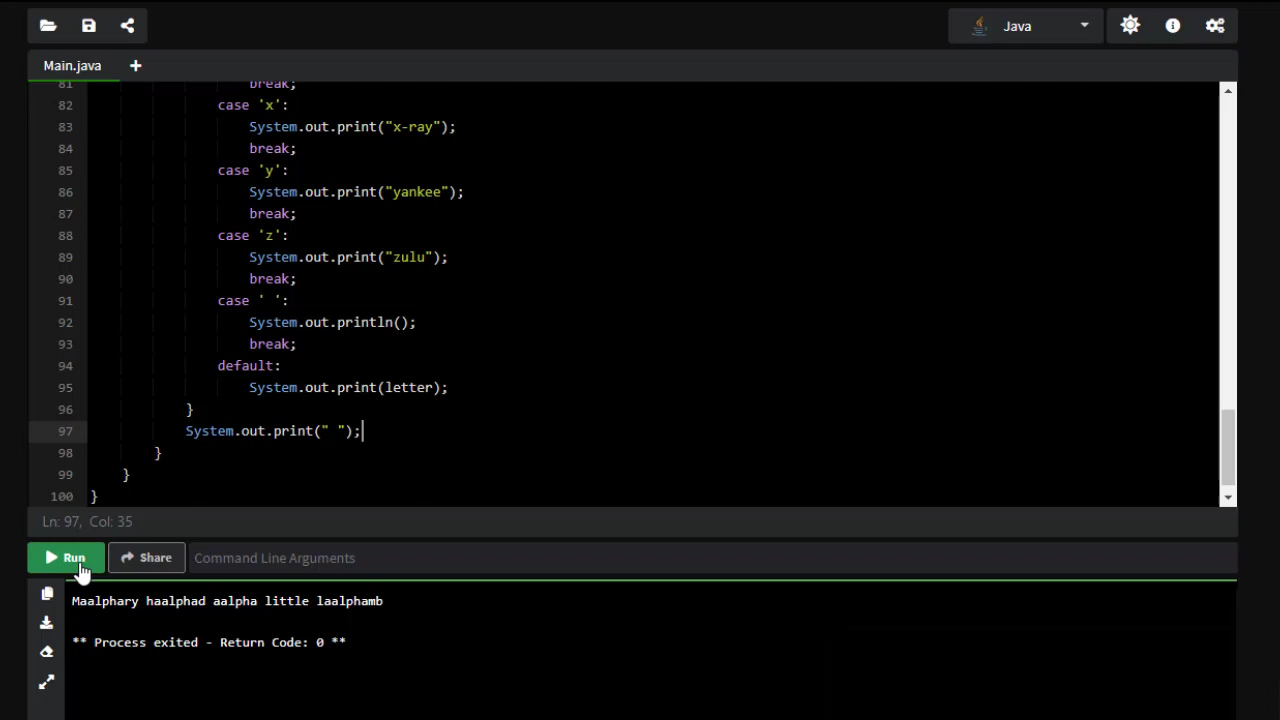 Java
Main.java +
81 break;
82 case 'x':
83 System.out.print("x-ray");
84 break;
85 case 'y':
86 System.out.print("yankee");
87 break;
88 case 'z':
89 System.out.print("zulu");
90 break;
91 case ' ':
92 System.out.println();
93 break;
94 default:
95 System.out.print(letter);
96 }
97 System.out.print(" ");
98 }
99 }
100 }
Ln: 97, Col: 35
Run Share Command Line Arguments
Maalphary haalphad aalpha little laalphamb
** Process exited - Return Code: 0 **